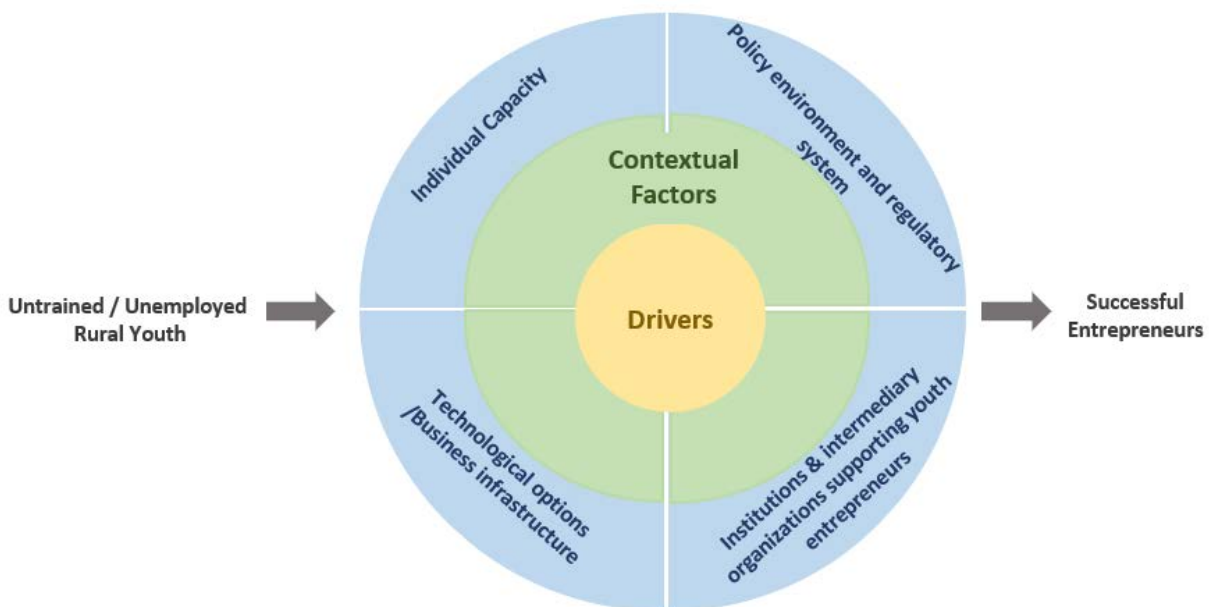 Individual Capacity
Policy environment and regulatory
system
Contextual
Factors
Untrained / Unemployed
Rural Youth
Drivers
Successful
Entrepreneurs
Technological options
/Business infrastructure
Institutions & intermediary
organizations supporting youth
entrepreneurs